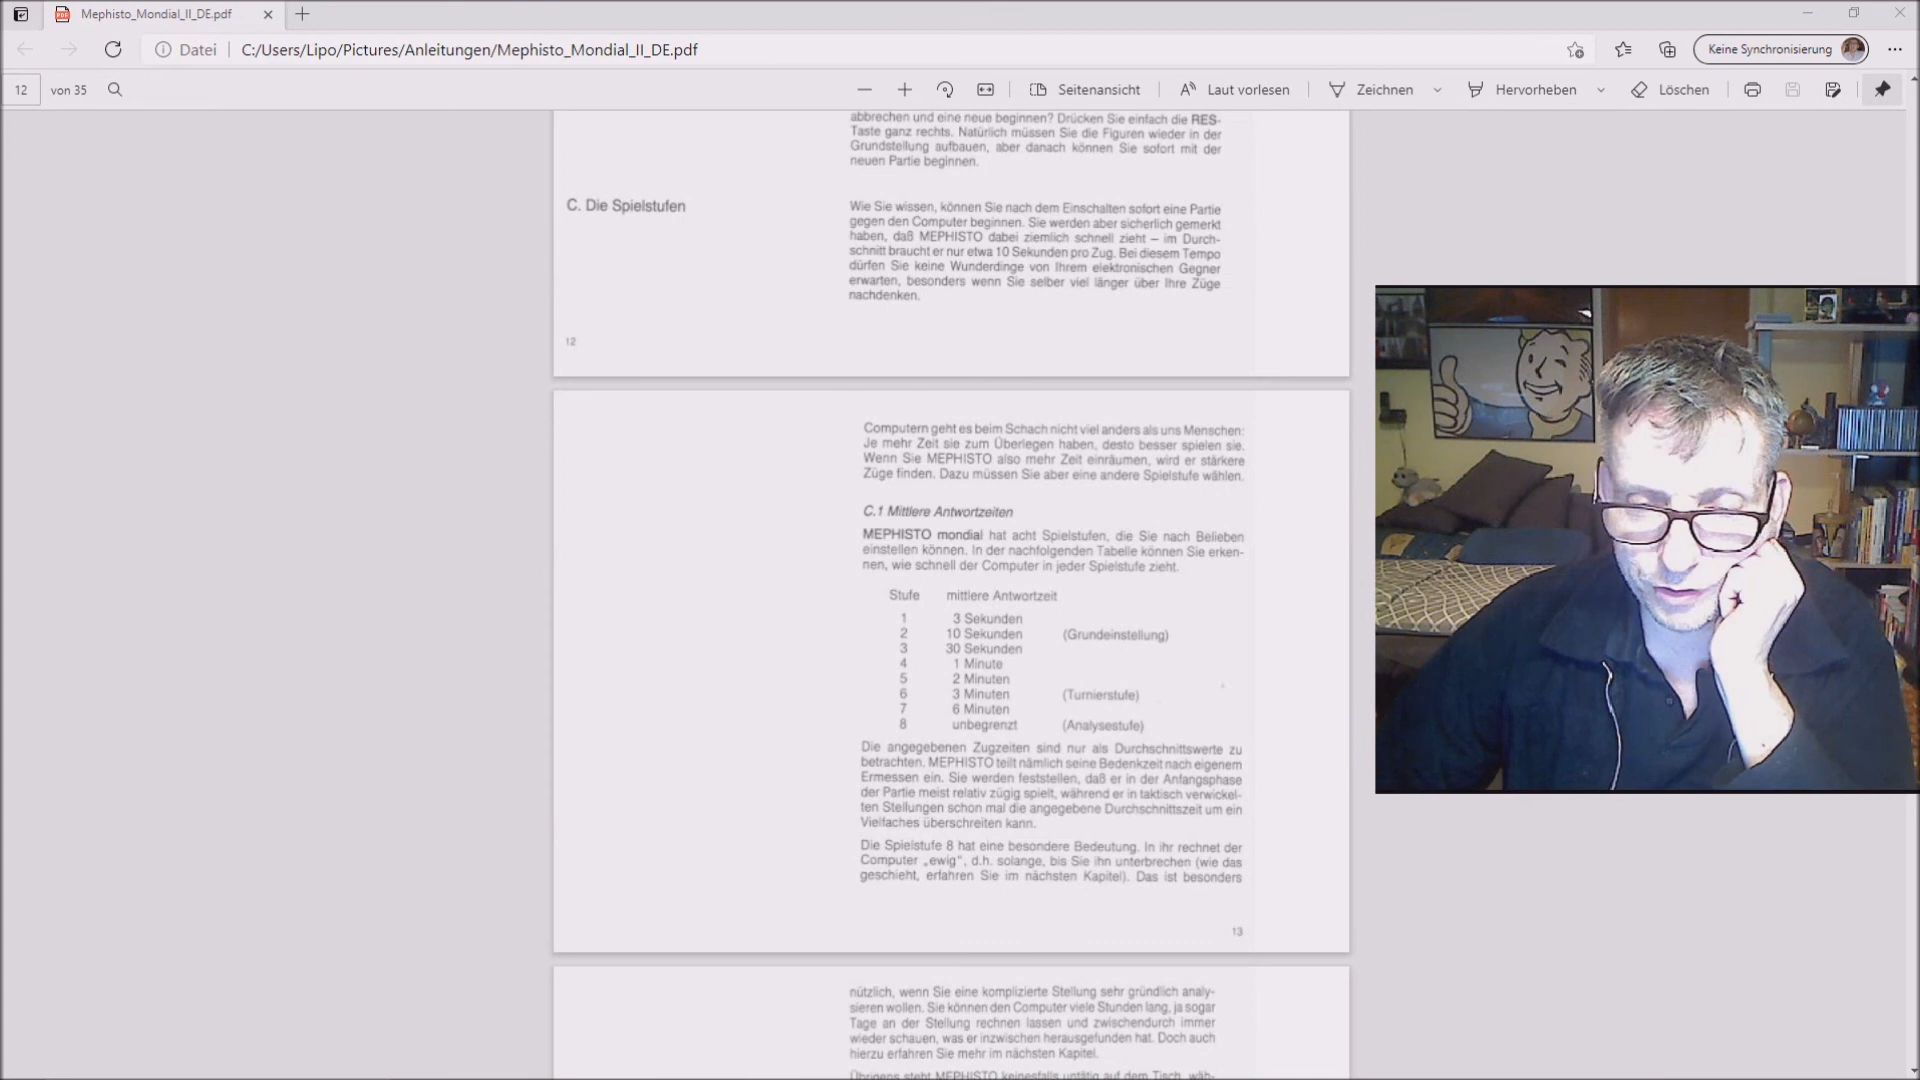 Mephisto_Mondial_II_DE.pdf
Datei
C:/Users/Lipo/Pictures/Anleitungen/Mephisto_Mondial_II_DE.pdf
Keine Synchronisierung
12
von 35
Seitenansicht
Laut vorlesen
Zeichnen
Hervorheben
Löschen
abbrechen und eine neue beginnen? Drücken Sie einfach die RES-
Taste ganz rechts. Natürlich müssen Sie die Figuren wieder in der
Grundstellung aufbauen, aber danach können Sie sofort mit der
neuen Partie beginnen.
C. Die Spielstufen
Wie Sie wissen, können Sie nach dem Einschalten sofort eine Partie
gegen den Computer beginnen. Sie werden aber sicherlich gemerkt
haben, daß MEPHISTO dabei ziemlich schnell zieht – im Durch-
schnitt braucht er nur etwa 10 Sekunden pro Zug. Bei diesem Tempo
dürfen Sie keine Wunderdinge von Ihrem elektronischen Gegner
erwarten, besonders wenn Sie selber viel länger über Ihre Züge
nachdenken.
12
Computern geht es beim Schach nicht viel anders als uns Menschen:
Je mehr Zeit sie zum Überlegen haben, desto besser spielen sie.
Wenn Sie MEPHISTO also mehr Zeit einräumen, wird er stärkere
Züge finden. Dazu müssen Sie aber eine andere Spielstufe wählen.
C.1 Mittlere Antwortzeiten
MEPHISTO mondial hat acht Spielstufen, die Sie nach Belieben
einstellen können. In der nachfolgenden Tabelle können Sie erken-
nen, wie schnell der Computer in jeder Spielstufe zieht.
Stufe mittlere Antwortzeit
1 3 Sekunden
2 10 Sekunden (Grundeinstellung)
3 30 Sekunden
4 1 Minute
5 2 Minuten
6 3 Minuten (Turnierstufe)
7 6 Minuten
8 unbegrenzt (Analysestufe)
Die angegebenen Zugzeiten sind nur als Durchschnittswerte zu
betrachten. MEPHISTO teilt nämlich seine Bedenkzeit nach eigenem
Ermessen ein. Sie werden feststellen, daß er in der Anfangsphase
der Partie meist relativ zügig spielt, während er in taktisch verwickel-
ten Stellungen schon mal die angegebene Durchschnittszeit um ein
Vielfaches überschreiten kann.
Die Spielstufe 8 hat eine besondere Bedeutung. In ihr rechnet der
Computer „ewig“, d.h. solange, bis Sie ihn unterbrechen (wie das
geschieht, erfahren Sie im nächsten Kapitel). Das ist besonders
13
nützlich, wenn Sie eine komplizierte Stellung sehr gründlich analy-
sieren wollen. Sie können den Computer viele Stunden lang, ja sogar
Tage an der Stellung rechnen lassen und zwischendurch immer
wieder schauen, was er inzwischen herausgefunden hat. Doch auch
hierzu erfahren Sie mehr im nächsten Kapitel.
Übrigens steht MEPHISTO keinesfalls untätig auf dem Tisch, wäh-